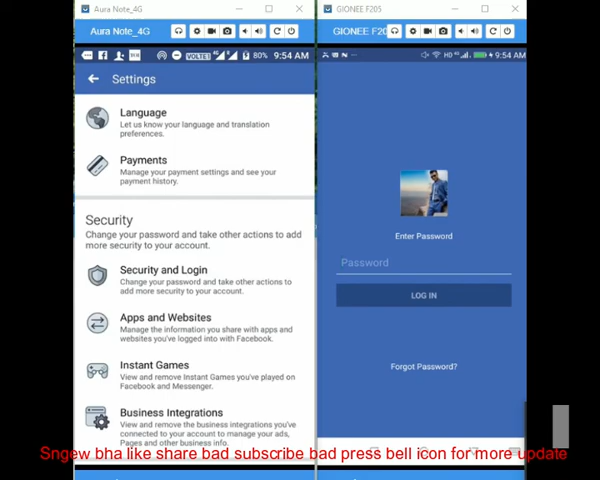 Aura Note_4G
GIONEE F205
Aura Note_4G
GIONEE F20
VOLTE 80% 9:54 AM
HD 9:54 AM
Settings
Language
Let us know your language and translation
preferences.
Payments
Manage your payment settings and see your
payment history.
Security
Change your password and take other actions to add
more security to your account.
Security and Login
Change your password and take other actions to
add more security to your account.
Apps and Websites
Manage the information you share with apps and
websites you've logged into with Facebook.
Instant Games
View and remove Instant Games you've played on
Facebook and Messenger.
Business Integrations
View and remove the business integrations you've
connected to your account to manage your ads,
Pages and other business info.
Enter Password
Password
LOG IN
Forgot Password?
Sngew bha like share bad subscribe bad press bell icon for more update